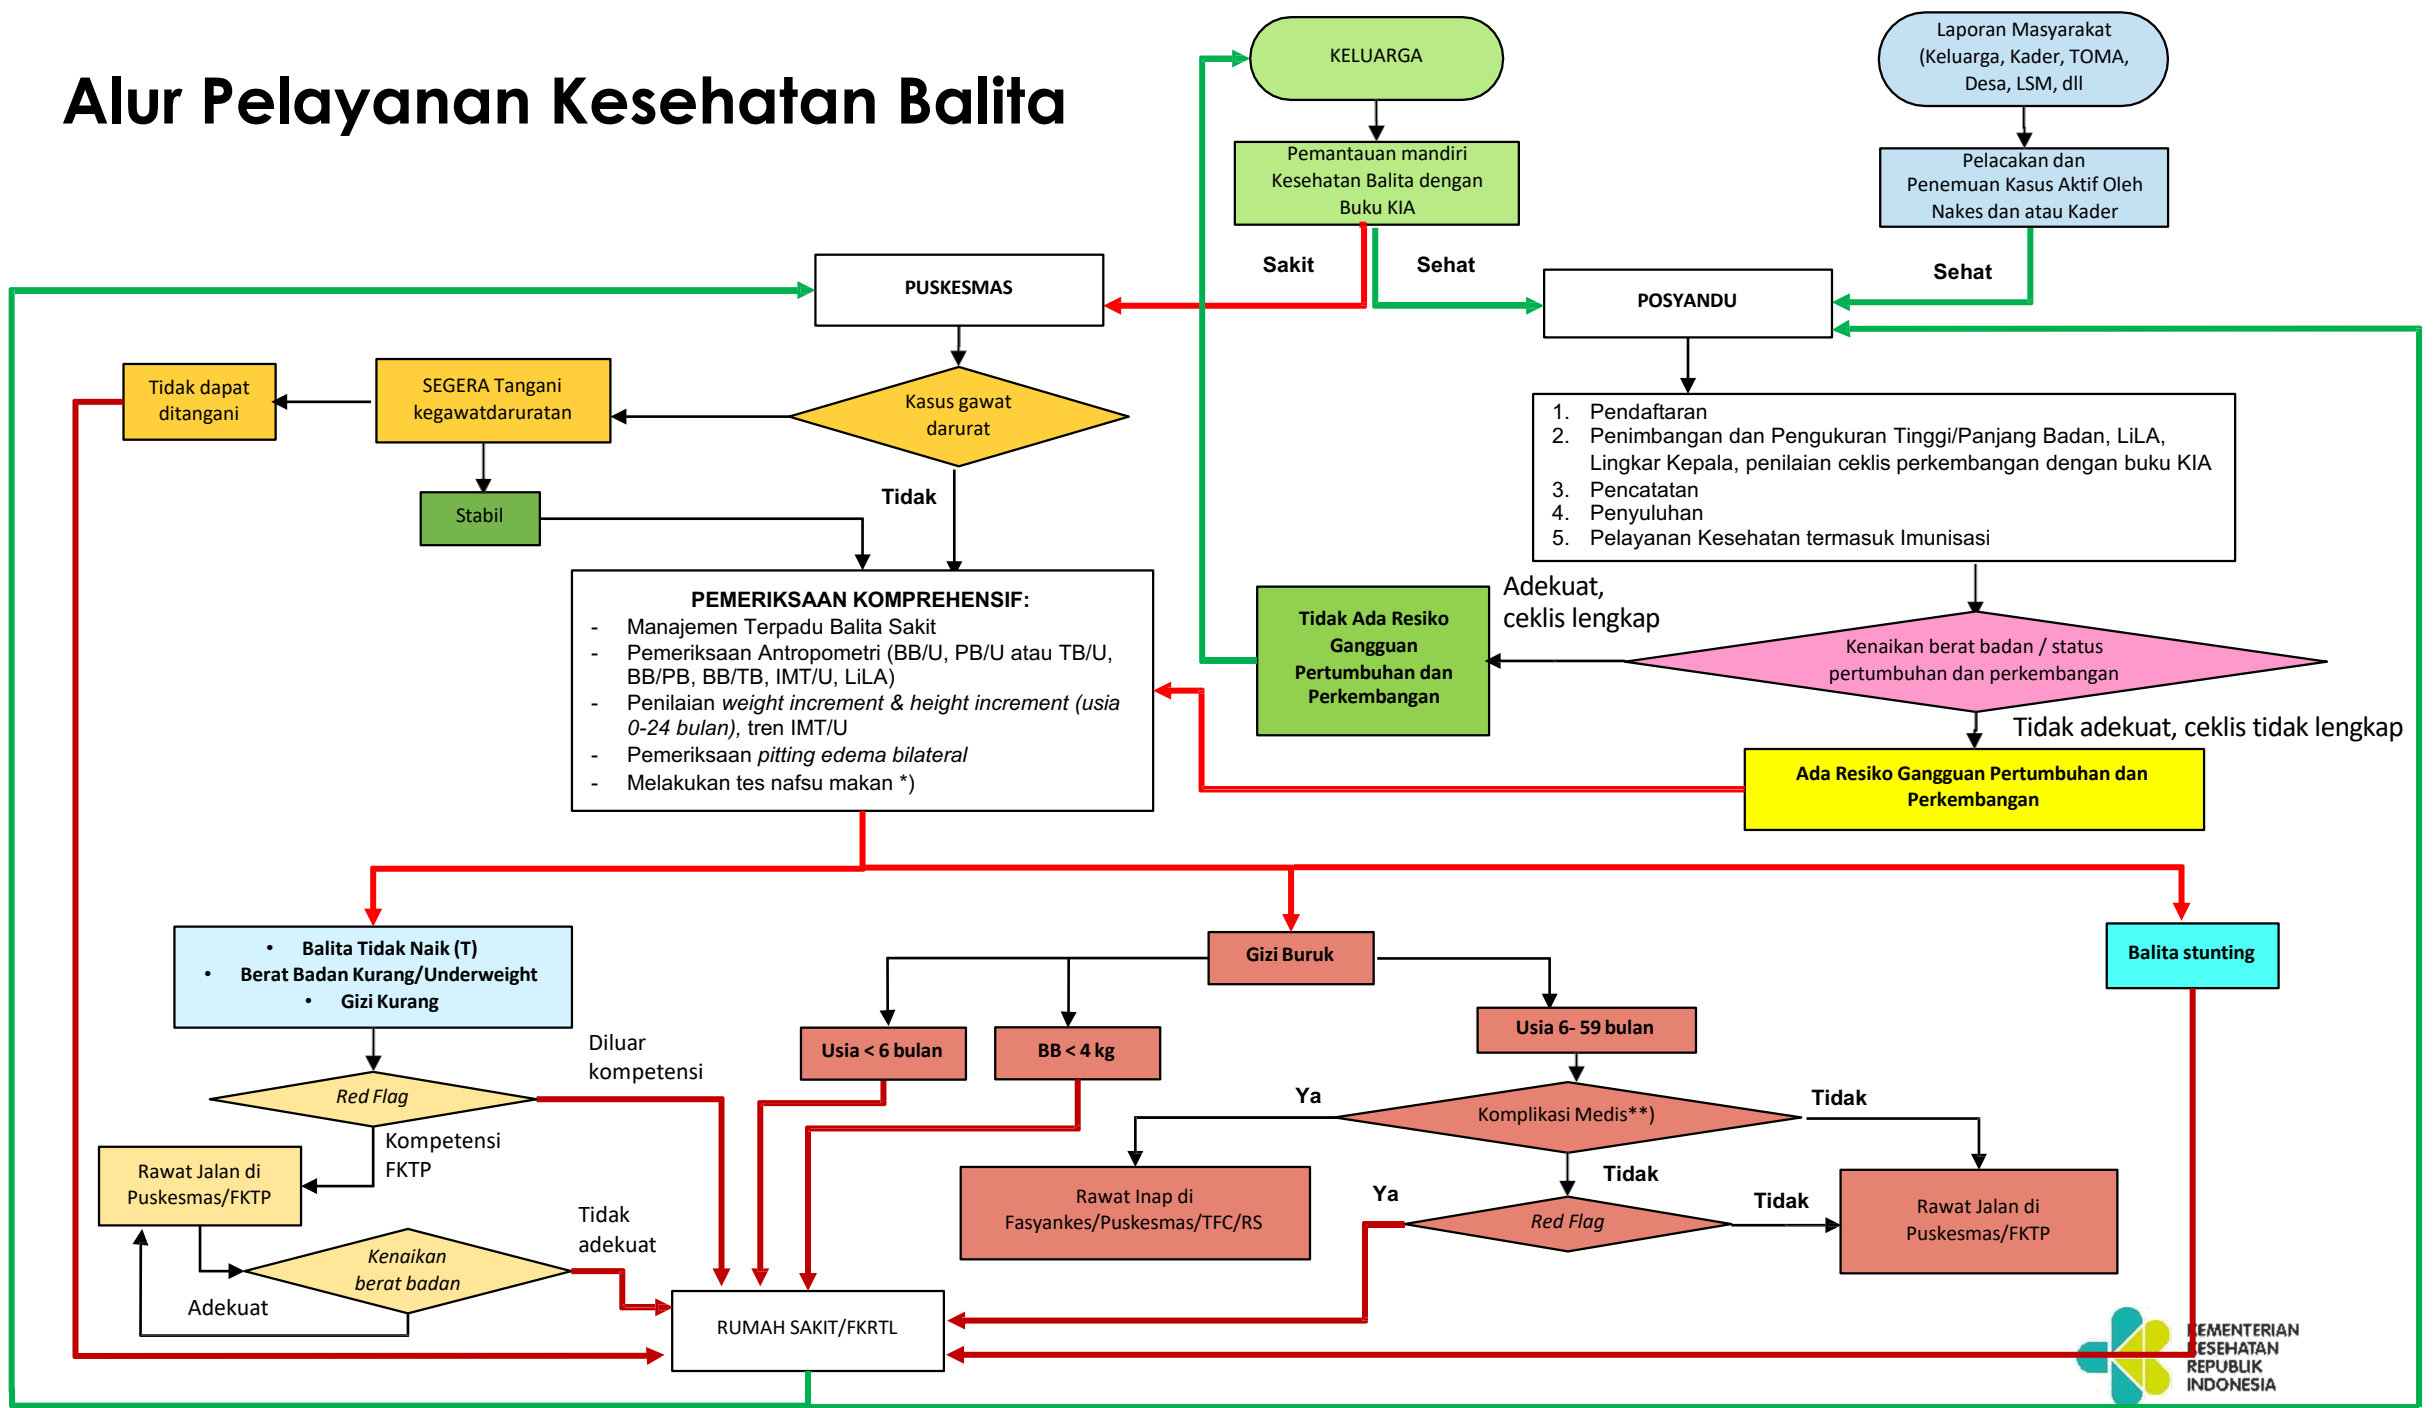 Alur Pelayanan Kesehatan Balita
KELUARGA
Laporan Masyarakat
(Keluarga, Kader, TOMA,
Desa, LSM, dll
Pemantauan mandiri
Kesehatan Balita dengan
Buku KIA
Pelacakan dan
Penemuan Kasus Aktif Oleh
Nakes dan atau Kader
Sakit
Sehat
Sehat
PUSKESMAS
POSYANDU
Tidak dapat
ditangani
SEGERA Tangani
kegawatdaruratan
Kasus gawat
darurat
Stabil
Tidak
1. Pendaftaran
2. Penimbangan dan Pengukuran Tinggi/Panjang Badan, LiLA,
Lingkar Kepala, penilaian ceklis perkembangan dengan buku KIA
3. Pencatatan
4. Penyuluhan
5. Pelayanan Kesehatan termasuk Imunisasi
PEMERIKSAAN KOMPREHENSIF:
- Manajemen Terpadu Balita Sakit
- Pemeriksaan Antropometri (BB/U, PB/U atau TB/U,
BB/PB, BB/TB, IMT/U, LiLA)
- Penilaian weight increment & height increment (usia
0-24 bulan), tren IMT/U
- Pemeriksaan pitting edema bilateral
- Melakukan tes nafsu makan *)
Tidak Ada Resiko
Gangguan
Pertumbuhan dan
Perkembangan
Adekuat,
ceklis lengkap
Kenaikan berat badan / status
pertumbuhan dan perkembangan
Tidak adekuat, ceklis tidak lengkap
Ada Resiko Gangguan Pertumbuhan dan
Perkembangan
• Balita Tidak Naik (T)
• Berat Badan Kurang/Underweight
• Gizi Kurang
Gizi Buruk
Balita stunting
Usia < 6 bulan
BB < 4 kg
Usia 6- 59 bulan
Red Flag
Diluar
kompetensi
Kompetensi
FKTP
Rawat Jalan di
Puskesmas/FKTP
Kenaikan
berat badan
Adekuat
Tidak
adekuat
Ya
Komplikasi Medis**)
Tidak
Rawat Inap di
Fasyankes/Puskesmas/TFC/RS
Tidak
Ya
Red Flag
Tidak
Rawat Jalan di
Puskesmas/FKTP
RUMAH SAKIT/FKRTL
KEMENTERIAN
KESEHATAN
REPUBLIK
INDONESIA